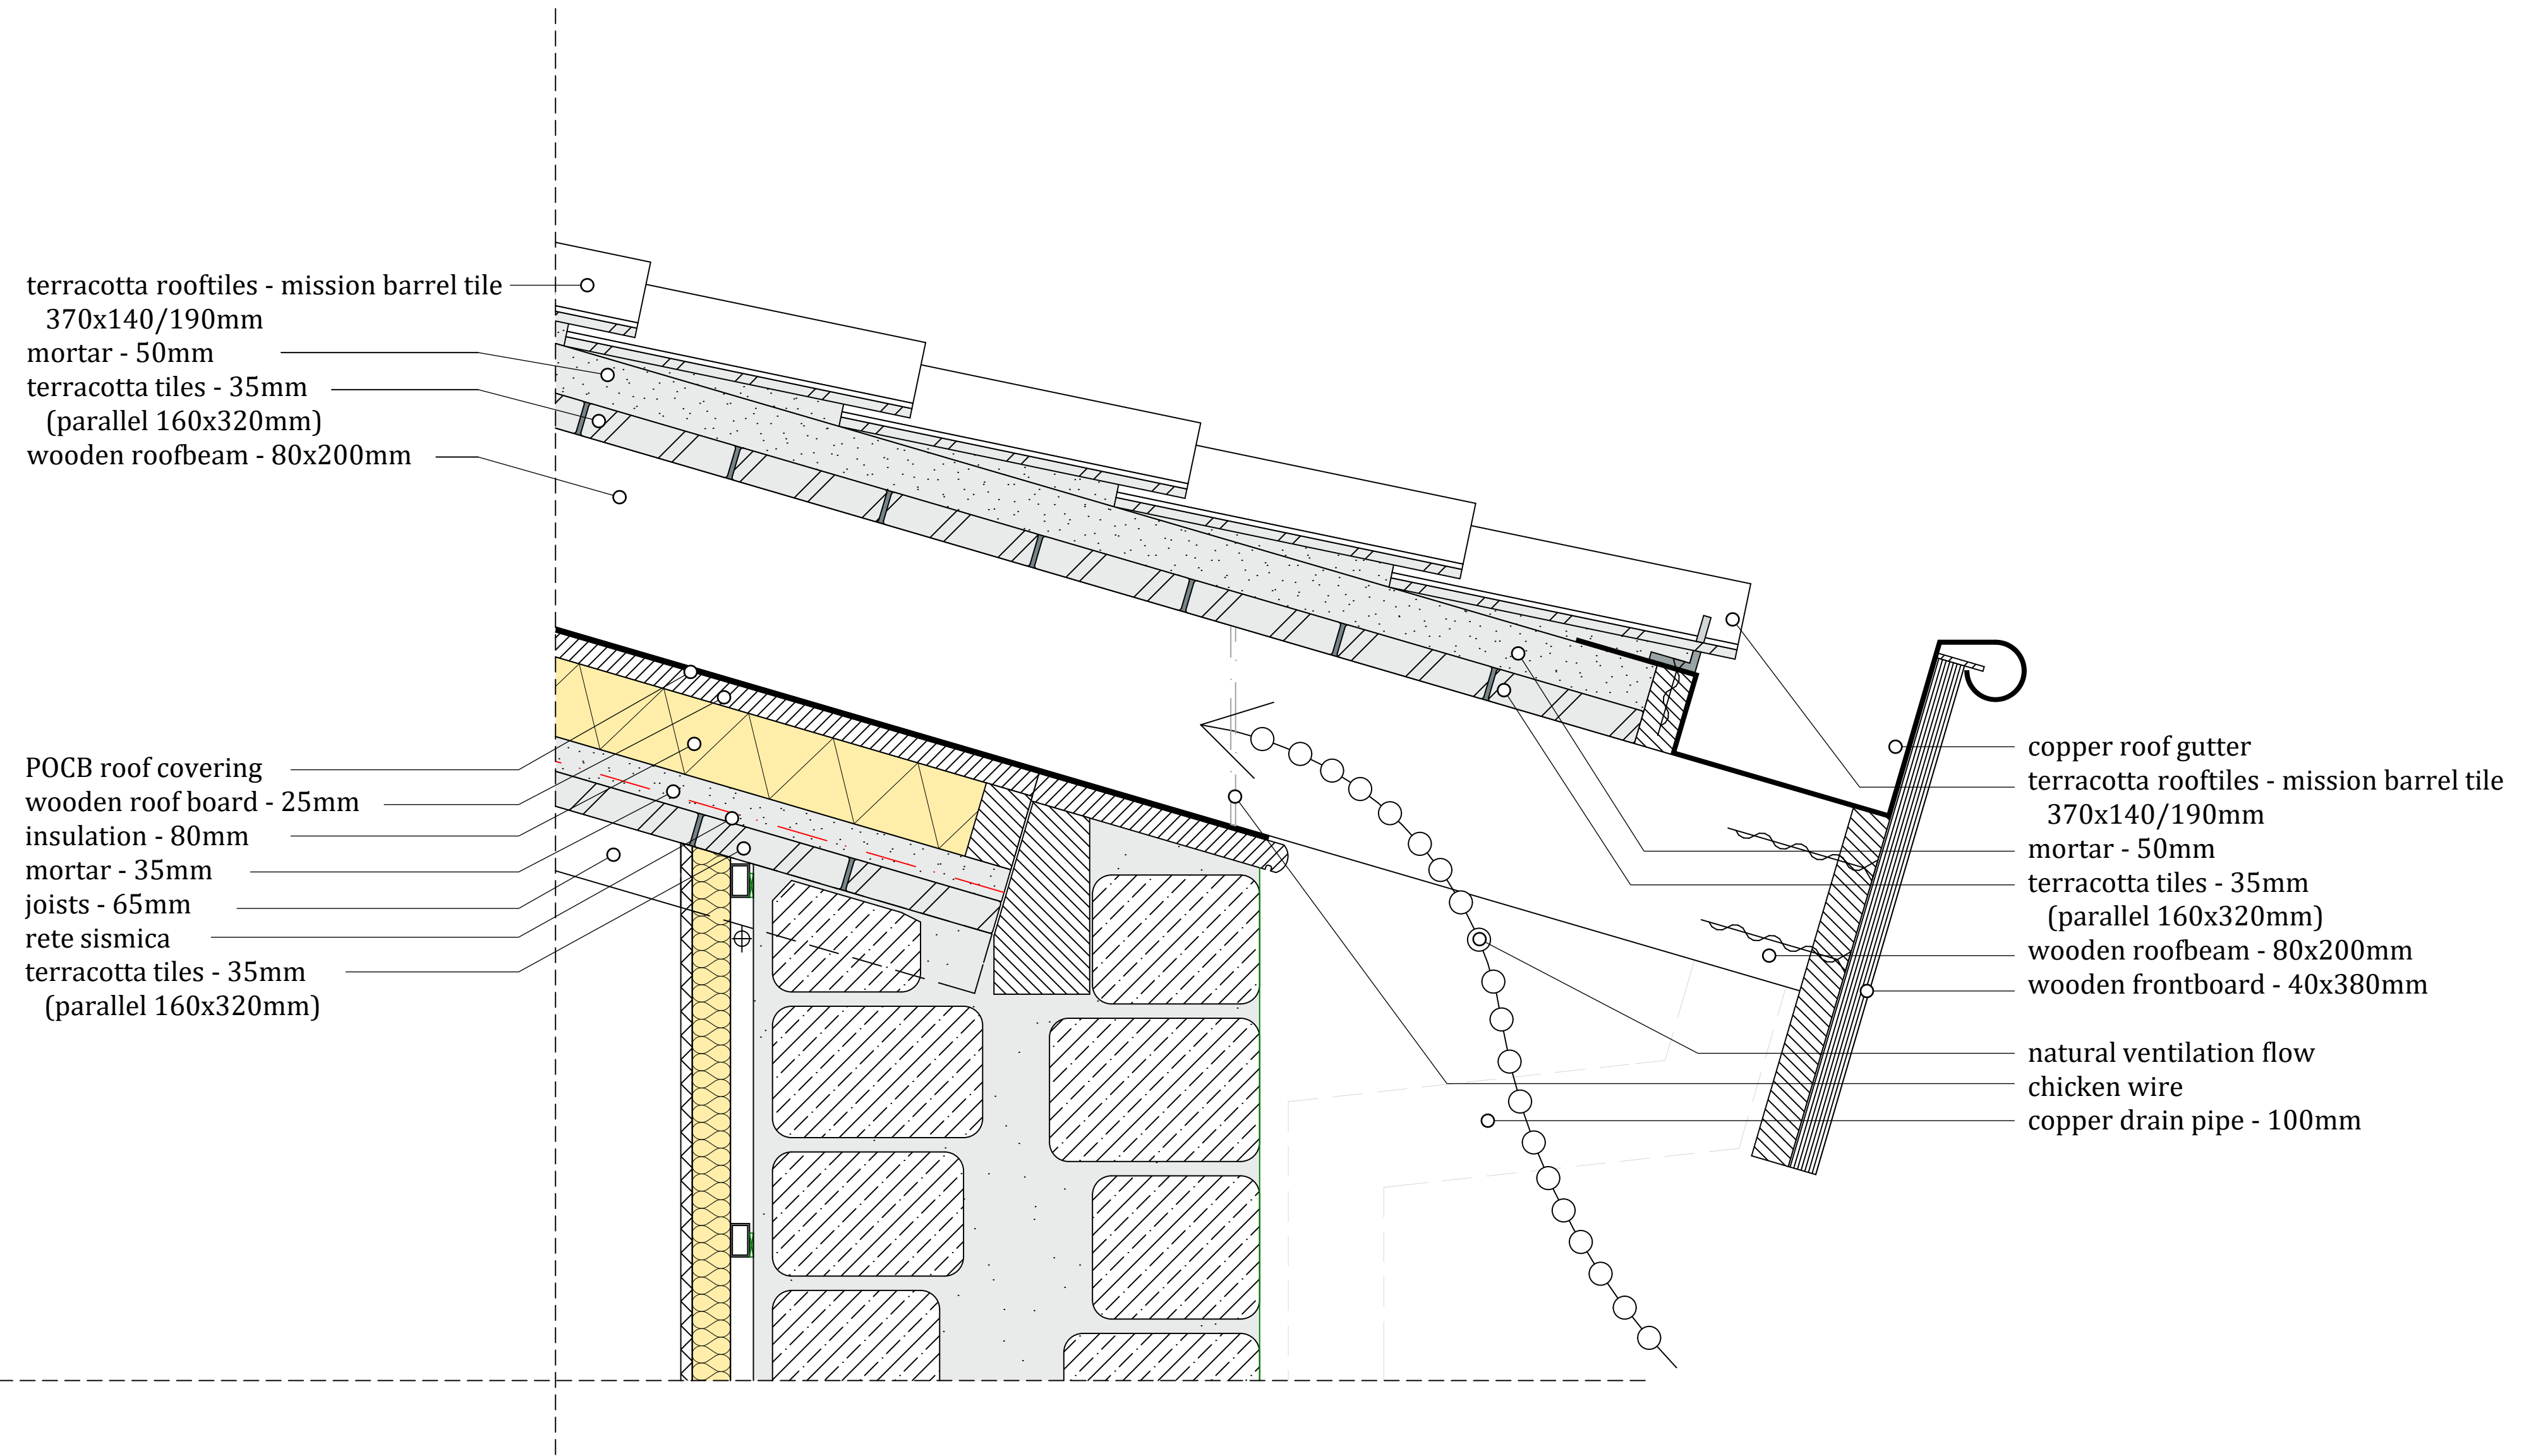 terracotta rooftiles - mission barrel tile
370x140/190mm
mortar - 50mm
terracotta tiles - 35mm
(parallel 160x320mm)
wooden roofbeam - 80x200mm
POCB roof covering
wooden roof board - 25mm
insulation - 80mm
mortar - 35mm
joists - 65mm
rete sismica
terracotta tiles - 35mm
(parallel 160x320mm)
copper roof gutter
terracotta rooftiles - mission barrel tile
370x140/190mm
mortar - 50mm
terracotta tiles - 35mm
(parallel 160x320mm)
wooden roofbeam - 80x200mm
wooden frontboard - 40x380mm
natural ventilation flow
chicken wire
copper drain pipe - 100mm